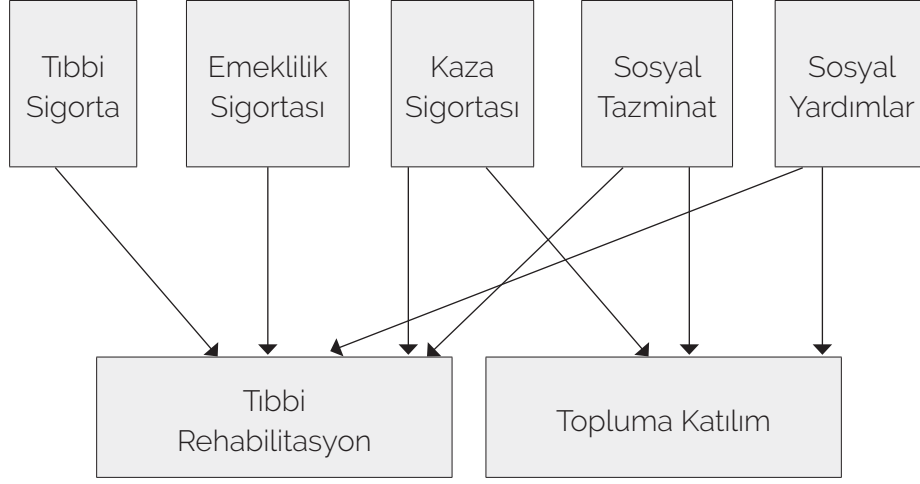 Tıbbi
Sigorta
Emeklilik
Sigortası
Kaza
Sigortası
Sosyal
Tazminat
Sosyal
Yardımlar
Tıbbi
Rehabilitasyon
Topluma Katılım